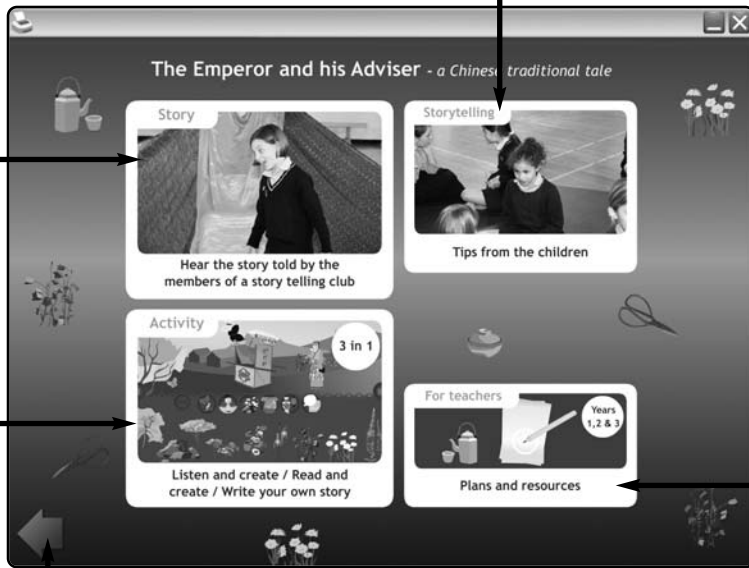 The Emperor and his Adviser - a Chinese traditional tale
Story
Hear the story told by the
members of a story telling club
Storytelling
Tips from the children
Activity
3 in 1
Listen and create / Read and
create / Write your own story
For teachers
Years
1,2 & 3
Plans and resources